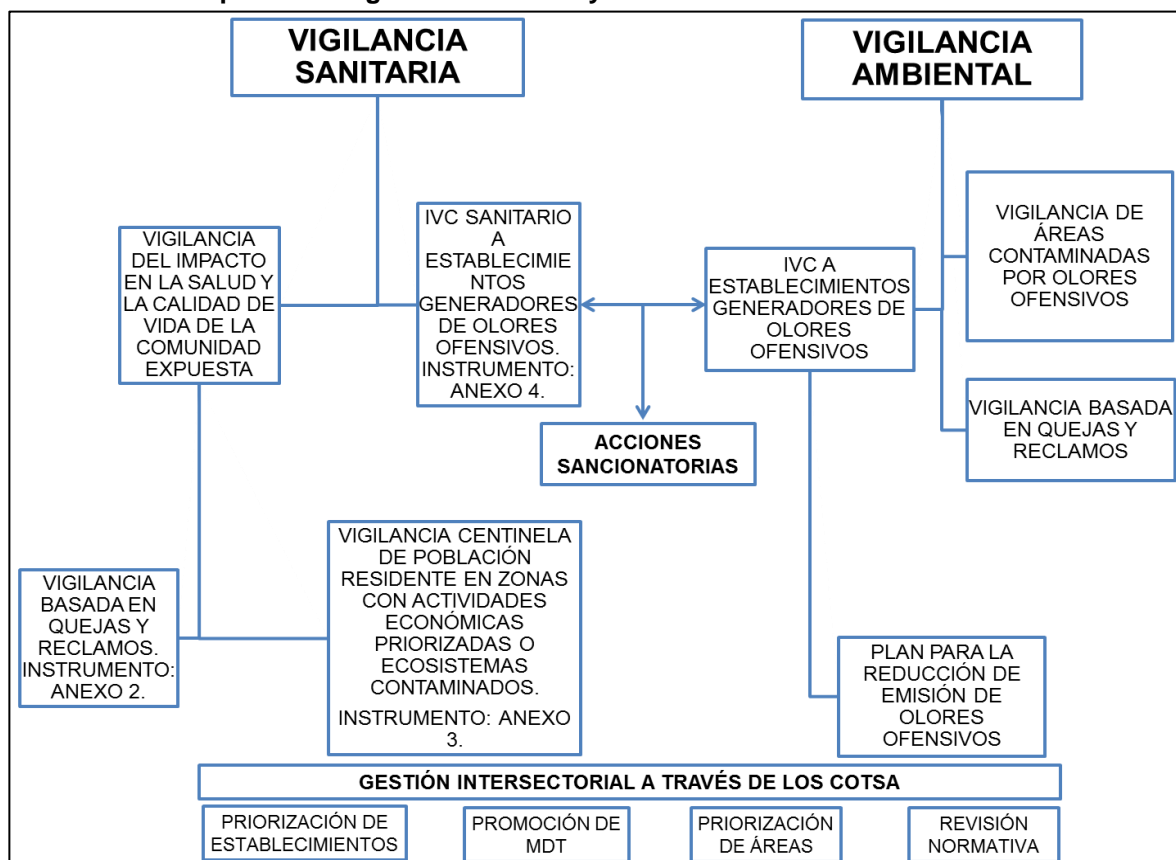 VIGILANCIA
SANITARIA
VIGILANCIA
AMBIENTAL
VIGILANCIA
DEL IMPACTO
EN LA SALUD Y
LA CALIDAD DE
VIDA DE LA
COMUNIDAD
EXPUESTA
IVC SANITARIO
A
ESTABLECIMIE
NTOS
GENERADORES
DE OLORES
OFENSIVOS.
INSTRUMENTO:
ANEXO 4.
IVC A
ESTABLECIMIENTOS
GENERADORES DE
OLORES
OFENSIVOS
VIGILANCIA DE
ÁREAS
CONTAMINADAS
POR OLORES
OFENSIVOS
VIGILANCIA BASADA
EN QUEJAS Y
RECLAMOS
ACCIONES
SANCIONATORIAS
VIGILANCIA
BASADA EN
QUEJAS Y
RECLAMOS.
INSTRUMENTO:
ANEXO 2.
VIGILANCIA CENTINELA
DE POBLACIÓN
RESIDENTE EN ZONAS
CON ACTIVIDADES
ECONÓMICAS
PRIORIZADAS O
ECOSISTEMAS
CONTAMINADOS.
INSTRUMENTO: ANEXO
3.
PLAN PARA LA
REDUCCIÓN DE
EMISIÓN DE
OLORES
OFENSIVOS
GESTIÓN INTERSECTORIAL A TRAVÉS DE LOS COTSA
PRIORIZACIÓN DE
ESTABLECIMIENTOS
PROMOCIÓN DE
MDT
PRIORIZACIÓN
DE ÁREAS
REVISIÓN
NORMATIVA